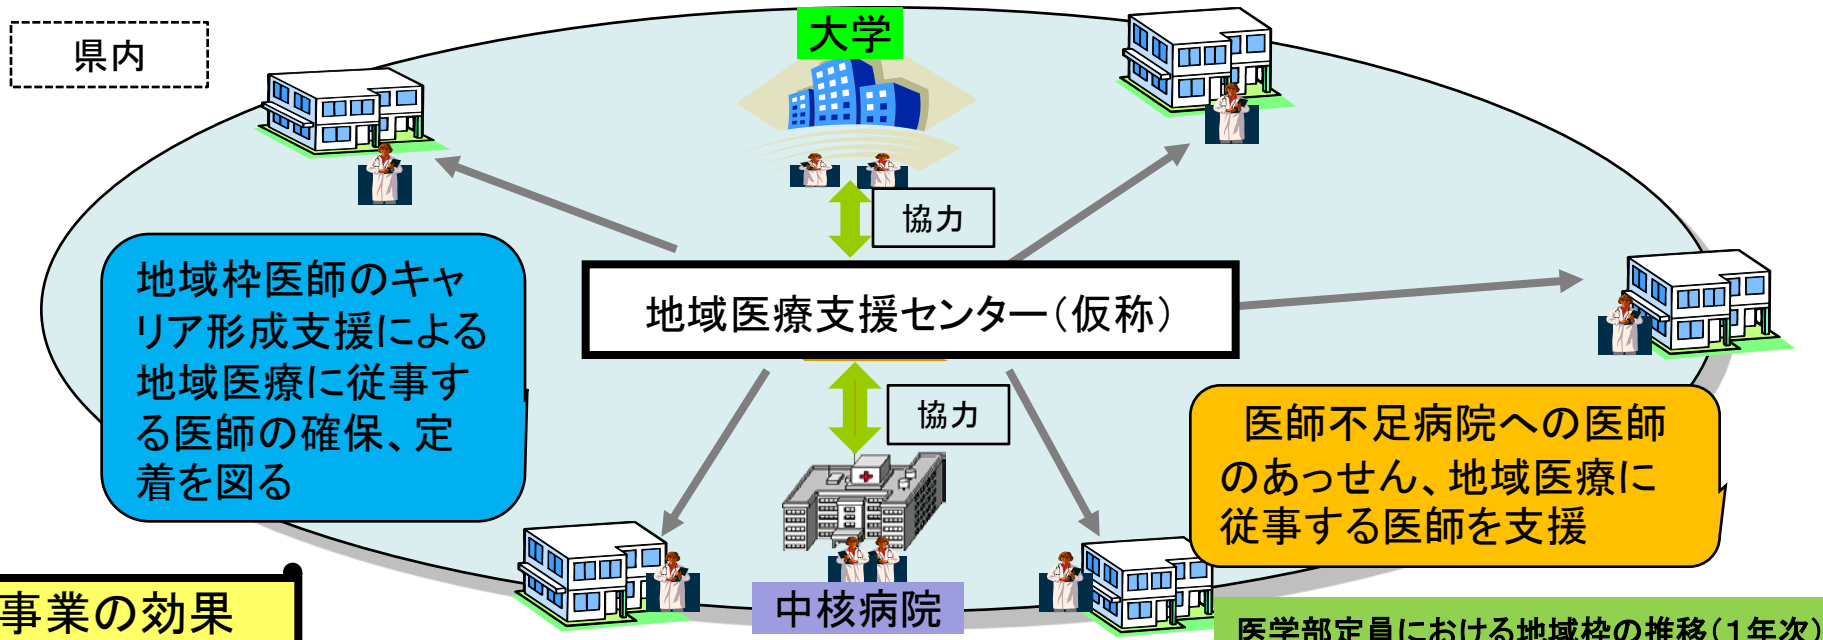 大学
県内
協力
地域枠医師のキャ
リア形成支援による
地域医療に従事す
る医師の確保、定
着を図る
地域医療支援センター（仮称）
協力
医師不足病院への医師
のあっせん、地域医療に
従事する医師を支援
中核病院
事業の効果
医学部定員における地域枠の推移（１年次）